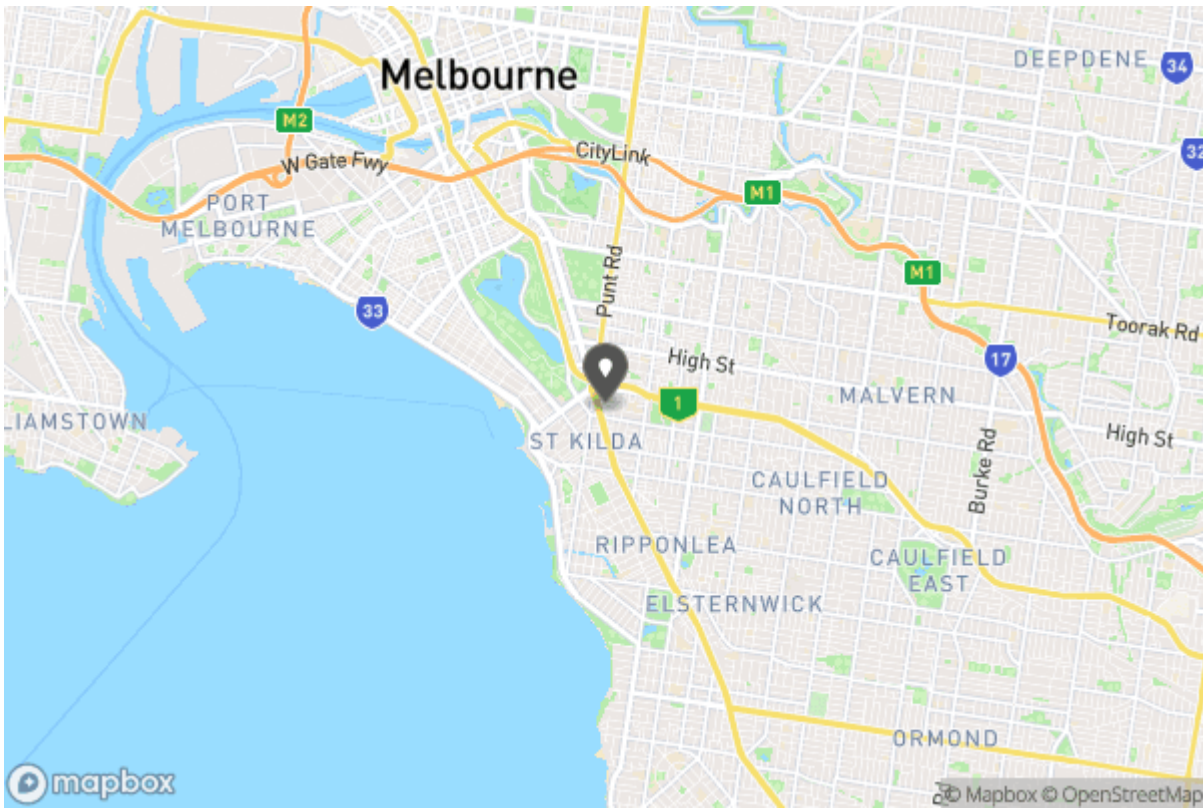 DEEPDENE
34
Melbourne
M2
CityLink
32
W Gate Fwy
M1
PORT
MELBOURNE
Punt Rd
M1
33
Toorak Rd
High St
17
MALVERN
1
LIAMSTOWN
ST KILDA
High St
Burke Rd
CAULFIELD
NORTH
RIPPONLEA
CAULFIELD
EAST
ELSTERNWICK
ORMOND
mapbox
Rd
© Mapbox © OpenStreetMap